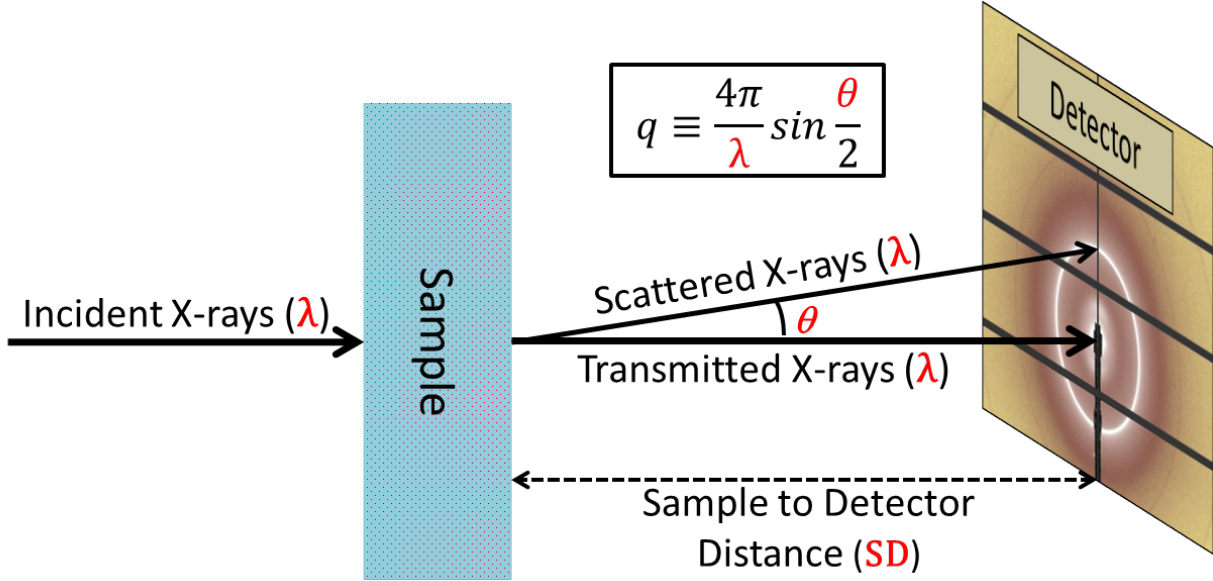 Detector
q ≡ 4π/λ sin θ/2
Sample
Scattered X-rays (λ)
Incident X-rays (λ)
θ
Transmitted X-rays (λ)
Sample to Detector
Distance (SD)